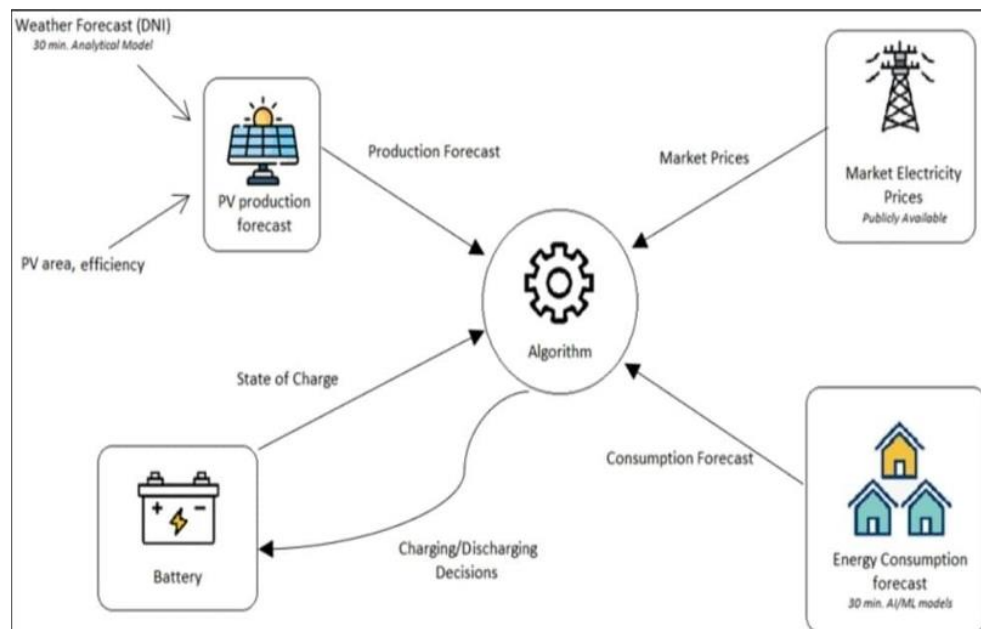 Weather Forecast (DNI)
30 min. Analytical Model
PV production
forecast
PV area, efficiency
Production Forecast
Market Prices
Market Electricity
Prices
Publicly Available
Algorithm
State of Charge
Battery
Charging/Discharging
Decisions
Consumption Forecast
Energy Consumption
forecast
30 min. AI/ML models